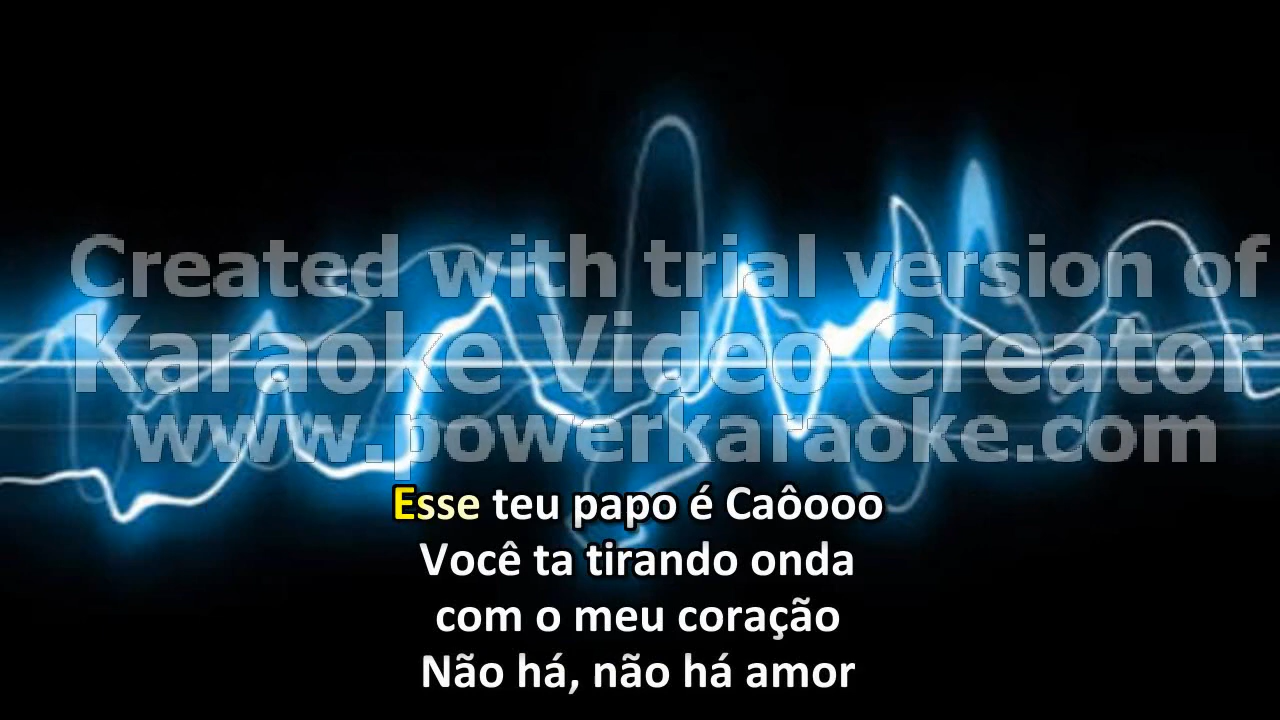 Created with trial version of
Karaoke Video Creator
www.powerkaraoke.com
Esse teu papo é Caôooo
Você ta tirando onda
com o meu coração
Não há, não há amor